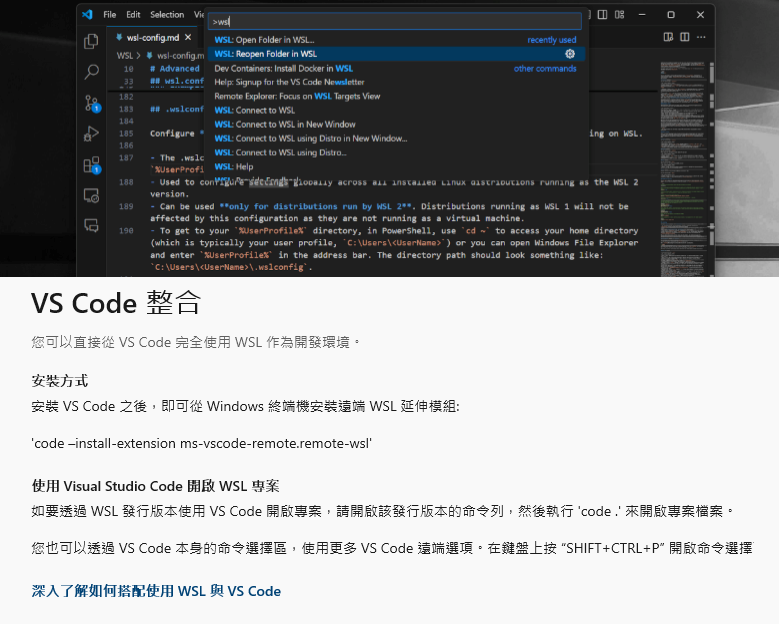 File Edit Selection
>wsl
wsl-config.md
WSL: Open Folder in WSL... recently used
WSL: Reopen Folder in WSL
Dev Containers: Install Docker in WSL other commands
Help: Signup for the VS Code Newsletter
Remote Explorer: Focus on WSL Targets View
WSL: Connect to WSL
WSL: Connect to WSL in New Window
WSL: Connect to WSL using Distro in New Window...
WSL: Connect to WSL using Distro...
WSL: Help
WSL > wsl-config.m
10 # Advanced
33 ## wsl.conf
182
183 ## .wslconf
184
185 Configure ing on WSL.
186
187 - The .wslc
`%UserProfi
188 - Used to configure settings globally across all installed Linux distributions running as the WSL 2
version.
189 - Can be used **only for distributions run by WSL 2**. Distributions running as WSL 1 will not be
affected by this configuration as they are not running as a virtual machine.
190 - To get to your `%UserProfile%` directory, in PowerShell, use `cd ~` to access your home directory
(which is typically your user profile, `C:\Users\<UserName>`) or you can open Windows File Explorer
and enter `%UserProfile%` in the address bar. The directory path should look something like:
`C:\Users\<UserName>\.wslconfig`.
VS Code 整合
您可以直接從 VS Code 完全使用 WSL 作為開發環境。
安裝方式
安裝 VS Code 之後，即可從 Windows 終端機安裝遠端 WSL 延伸模組:
'code –install-extension ms-vscode-remote.remote-wsl'
使用 Visual Studio Code 開啟 WSL 專案
如要透過 WSL 發行版本使用 VS Code 開啟專案，請開啟該發行版本的命令列，然後執行 'code .' 來開啟專案檔案。
您也可以透過 VS Code 本身的命令選擇區，使用更多 VS Code 遠端選項。在鍵盤上按 “SHIFT+CTRL+P” 開啟命令選擇
深入了解如何搭配使用 WSL 與 VS Code